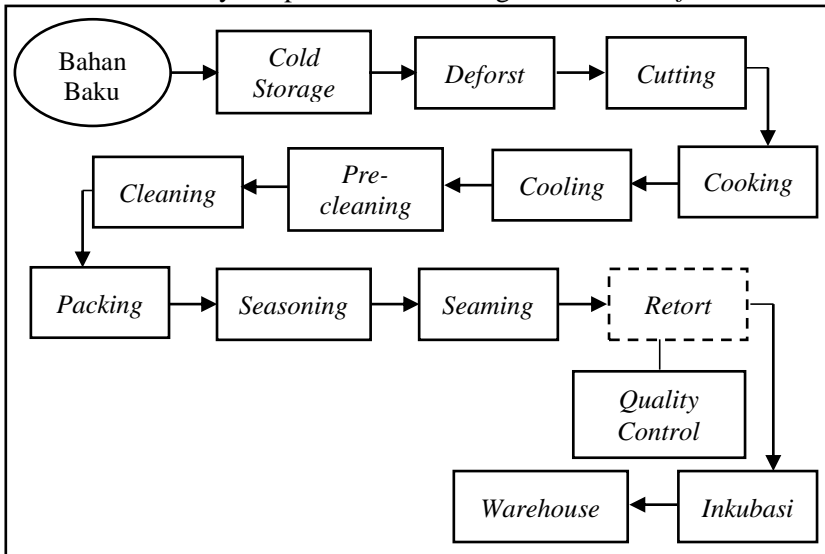 Bahan
Baku
Cold
Storage
Deforst
Cutting
Cooking
Cooling
Pre-
cleaning
Cleaning
Packing
Seasoning
Seaming
Retort
Quality
Control
Inkubasi
Warehouse